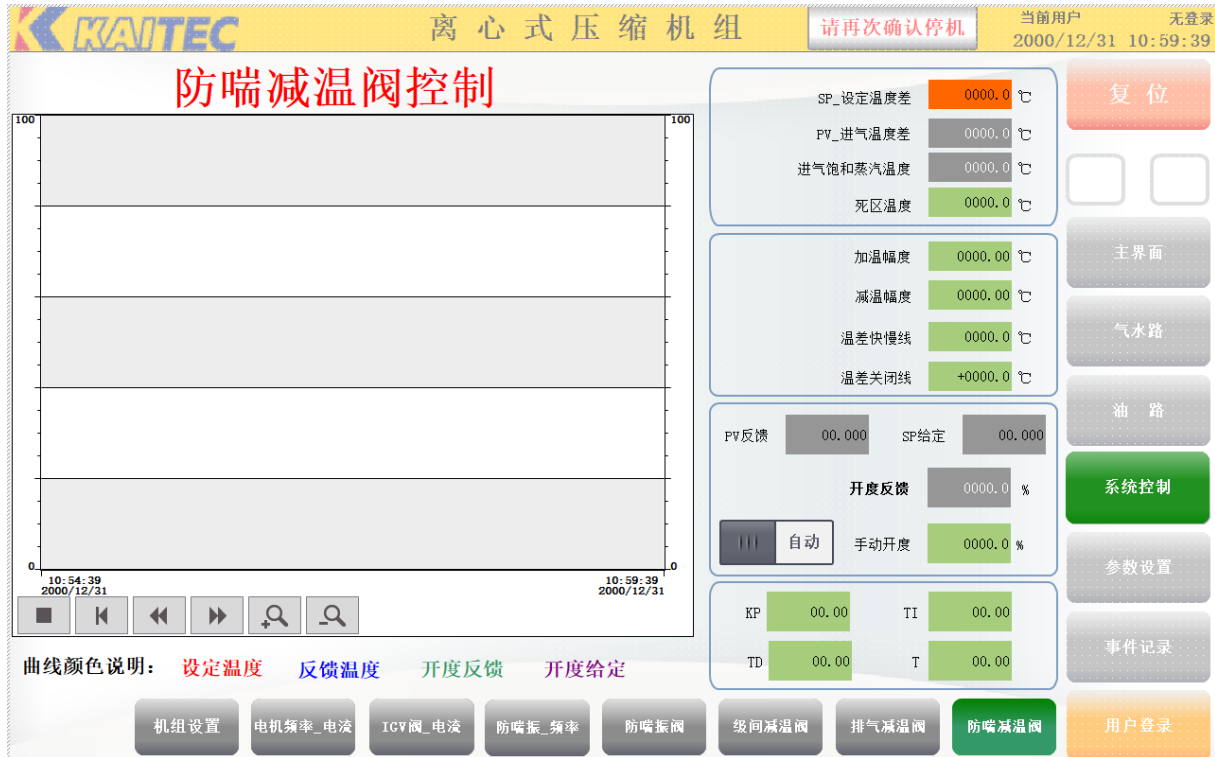 KAITEC
离心式压缩机组
请再次确认停机
当前用户 无登录
2000/12/31 10:59:39
防喘减温阀控制
100 100
0 0
10:54:39 10:59:39
2000/12/31 2000/12/31
曲线颜色说明: 设定温度 反馈温度 开度反馈 开度给定
SP_设定温度差 0000.0 ℃
PV_进气温度差 0000.0 ℃
进气饱和蒸汽温度 0000.0 ℃
死区温度 0000.0 ℃
加温幅度 0000.00 ℃
减温幅度 0000.00 ℃
温差快慢线 0000.0 ℃
温差关闭线 +0000.0 ℃
PV反馈 00.000 SP给定 00.000
开度反馈 0000.0 %
自动 手动开度 0000.0 %
KP 00.00 TI 00.00
TD 00.00 T 00.00
复位
主界面
气水路
油路
系统控制
参数设置
事件记录
用户登录
机组设置 电机频率_电流 IGV阀_电流 防喘振_频率 防喘振阀 级间减温阀 排气减温阀 防喘减温阀